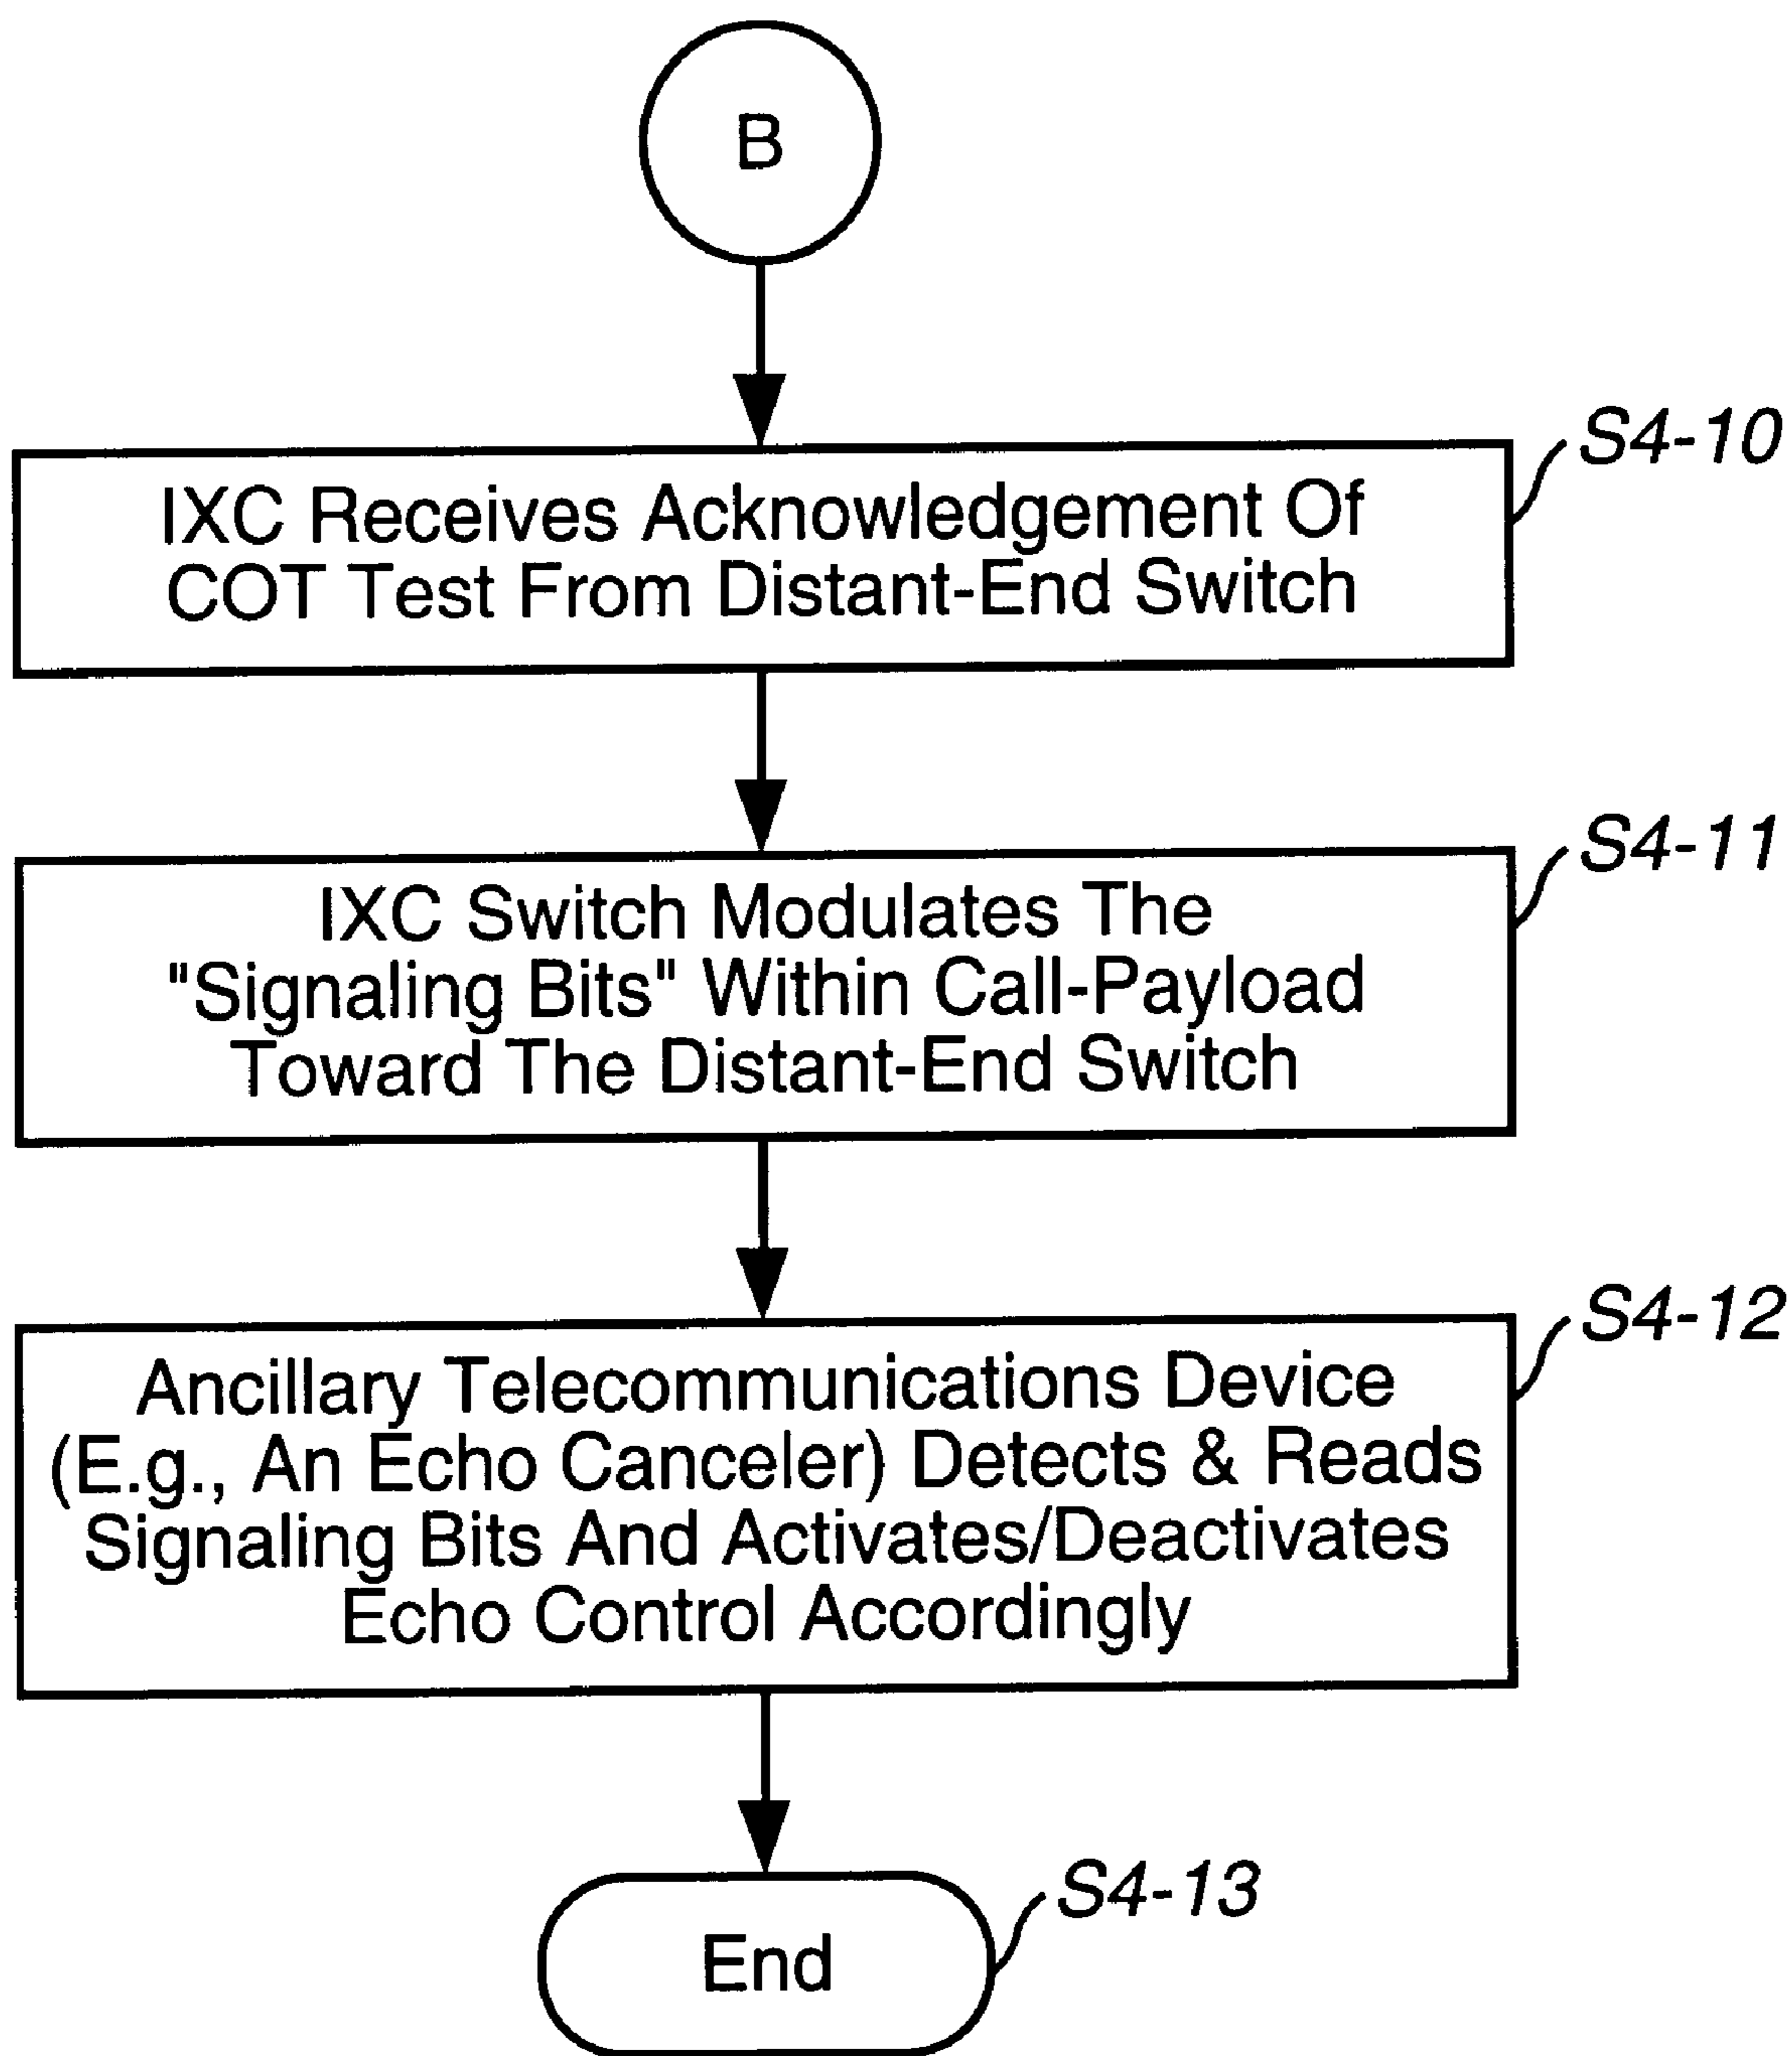 B
S4-10
IXC Receives Acknowledgement Of
COT Test From Distant-End Switch
S4-11
IXC Switch Modulates The
"Signaling Bits" Within Call-Payload
Toward The Distant-End Switch
S4-12
Ancillary Telecommunications Device
(E.g., An Echo Canceler) Detects & Reads
Signaling Bits And Activates/Deactivates
Echo Control Accordingly
S4-13
End